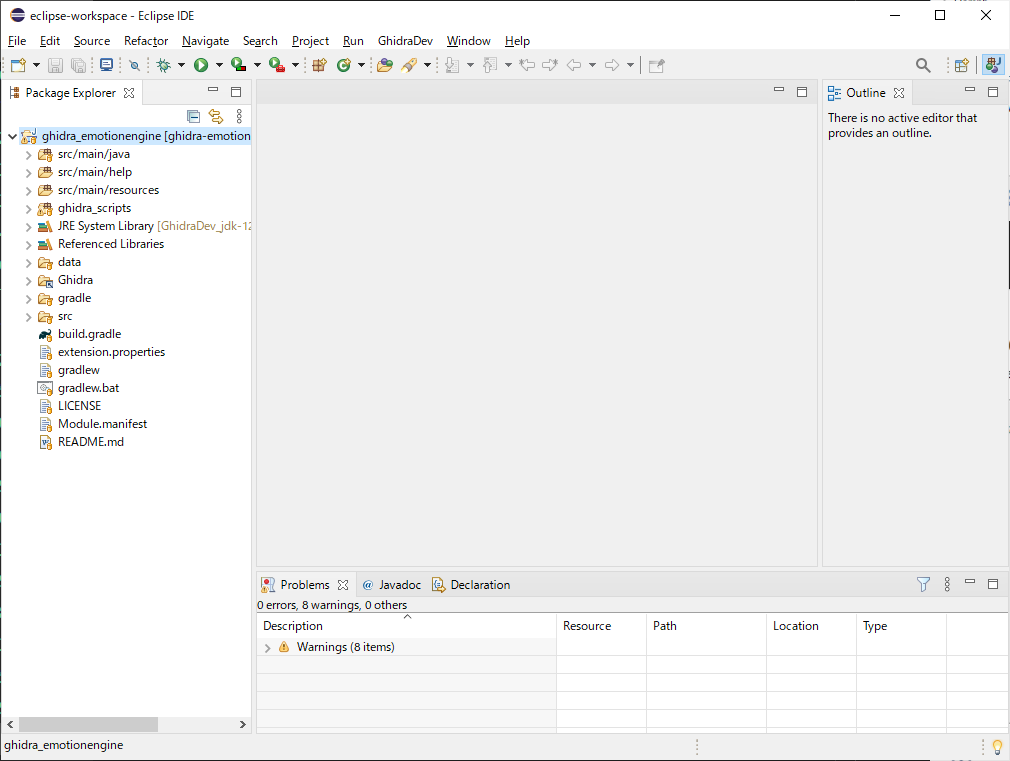 eclipse-workspace - Eclipse IDE
File Edit Source Refactor Navigate Search Project Run GhidraDev Window Help
Package Explorer
Outline
There is no active editor that
provides an outline.
ghidra_emotionengine [ghidra-emotion
src/main/java
src/main/help
src/main/resources
ghidra_scripts
JRE System Library [GhidraDev_jdk-12
Referenced Libraries
data
Ghidra
gradle
src
build.gradle
extension.properties
gradlew
gradlew.bat
LICENSE
Module.manifest
README.md
Problems @ Javadoc Declaration
0 errors, 8 warnings, 0 others
Description Resource Path Location Type
Warnings (8 items)
ghidra_emotionengine